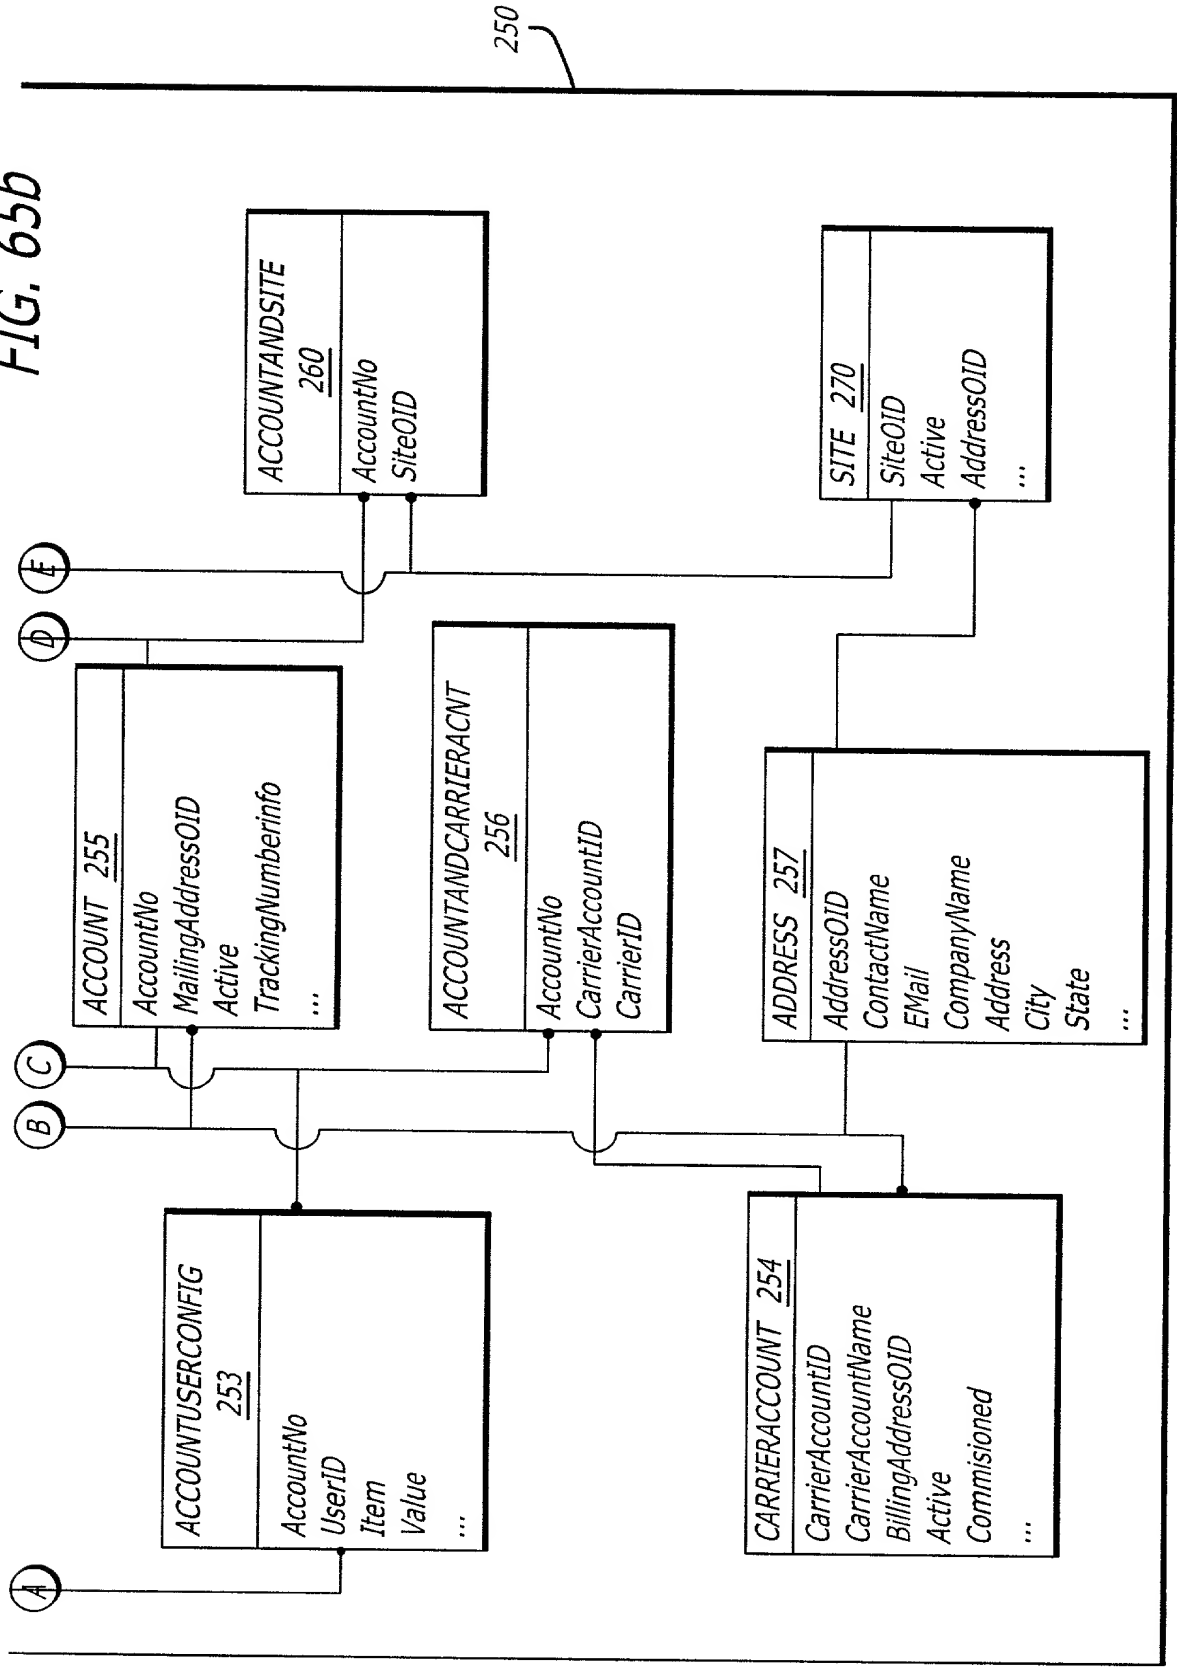 FIG. 65b
A
B
C
D
E
ACCOUNTUSERCONFIG
253
AccountNo
UserID
Item
Value
...
ACCOUNT 255
AccountNo
MailingAddressOID
Active
TrackingNumberinfo
...
ACCOUNTANDSITE
260
AccountNo
SiteOID
ACCOUNTANDCARRIERACNT
256
AccountNo
CarrierAccountID
CarrierID
CARRIERACCOUNT 254
CarrierAccountID
CarrierAccountName
BillingAddressOID
Active
Commisioned
...
ADDRESS 257
AddressOID
ContactName
EMail
CompanyName
Address
City
State
...
SITE 270
SiteOID
Active
AddressOID
...
250